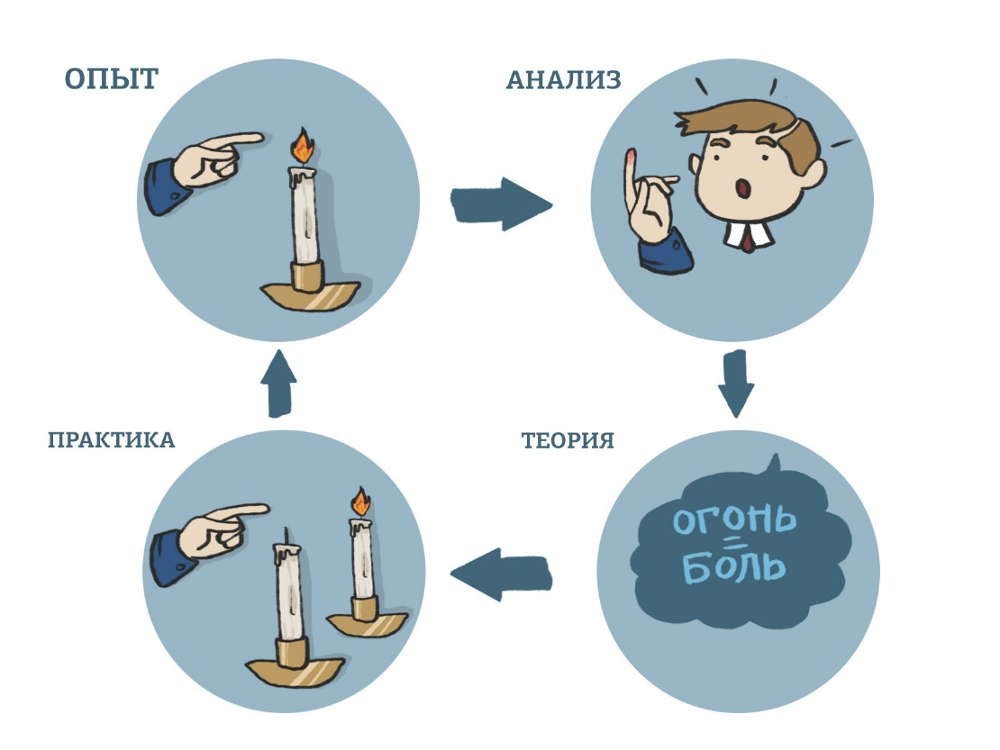 ОПЫТ
АНАЛИЗ
ПРАКТИКА
ТЕОРИЯ
ОГОНЬ
=
БОЛЬ